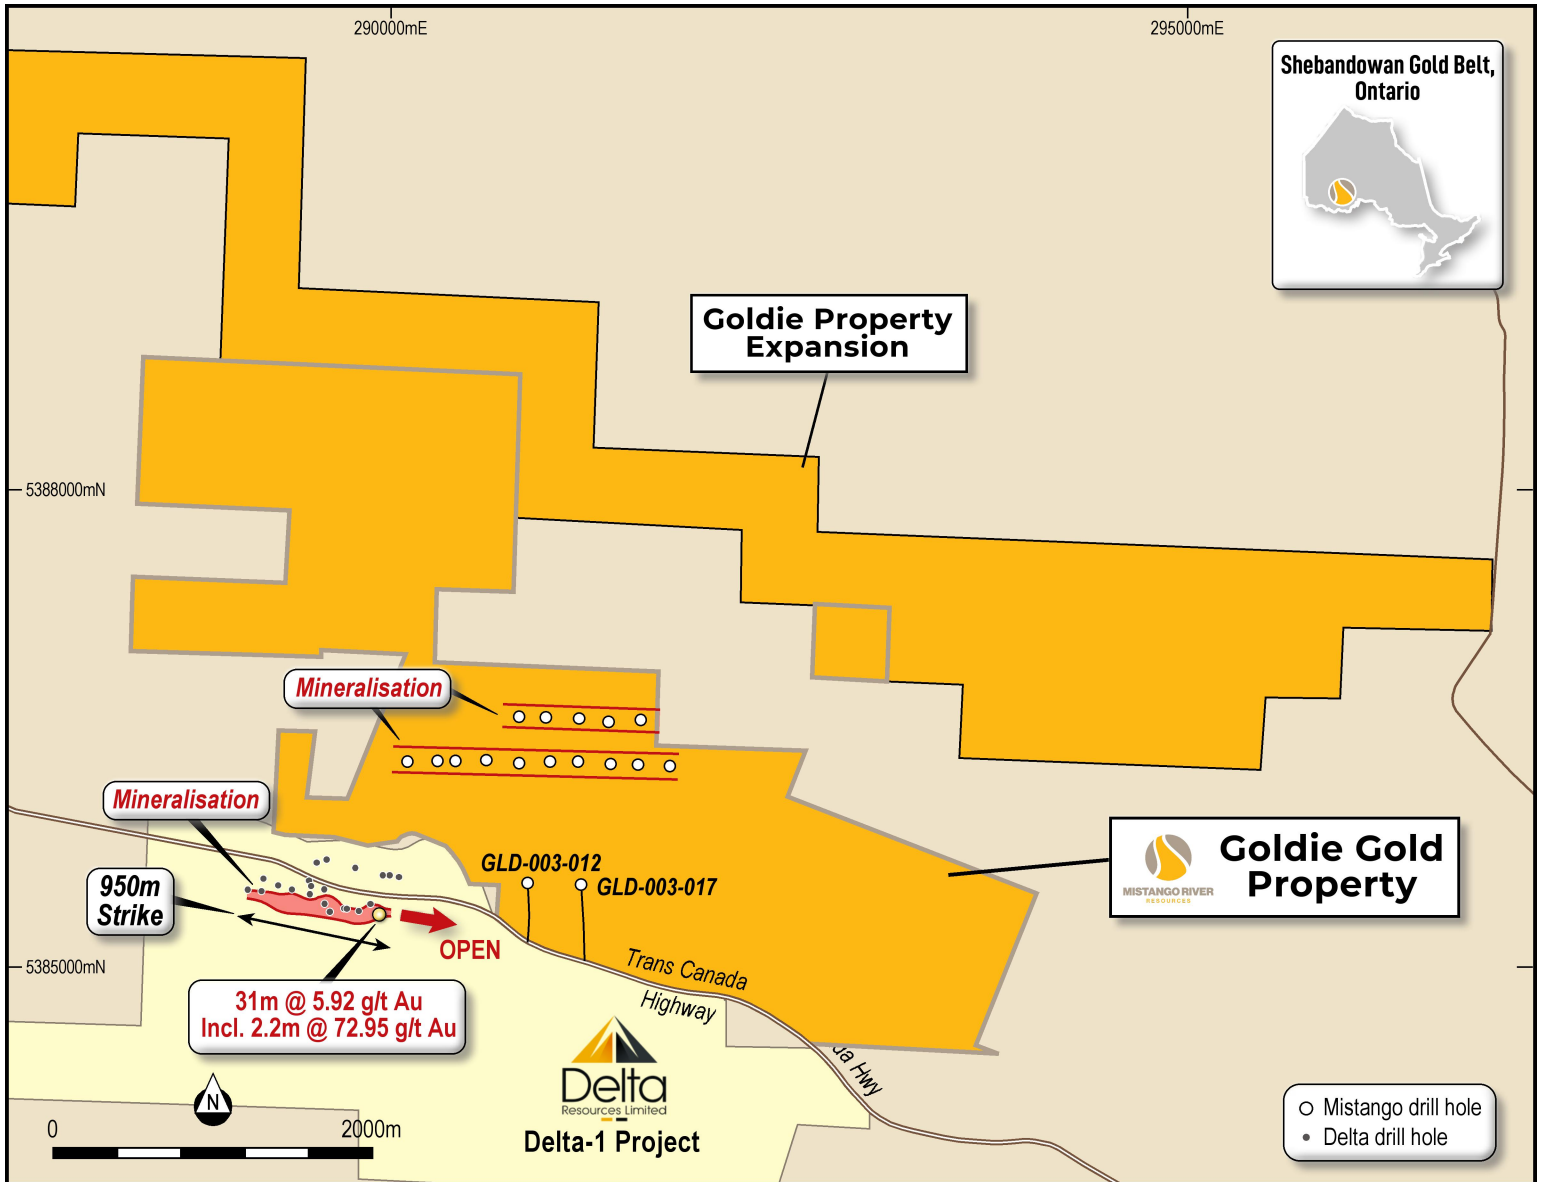 290000mE
295000mE
Shebandowan Gold Belt,
Ontario
Goldie Property
Expansion
5388000mN
Mineralisation
Mineralisation
Goldie Gold
Property
MISTANGO RIVER
RESOURCES
GLD-003-012
GLD-003-017
950m
Strike
OPEN
5385000mN
Trans Canada
Highway
31m @ 5.92 g/t Au
Incl. 2.2m @ 72.95 g/t Au
da Hwy
Delta
Resources Limited
Delta-1 Project
N
0
2000m
Mistango drill hole
Delta drill hole